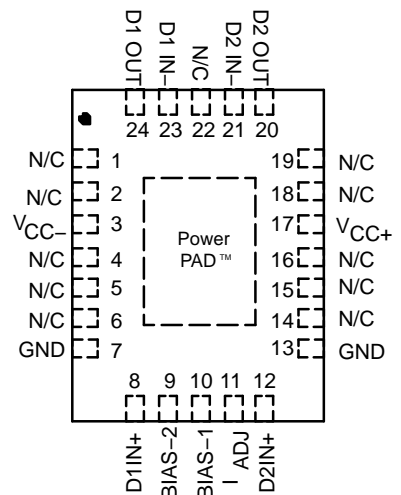 D1 OUT
D1 IN-
N/C
D2 IN-
D2 OUT
24 23 22 21 20
N/C 1 19 N/C
N/C 2 18 N/C
VCC− 3 17 VCC+
N/C 4 16 N/C
N/C 5 15 N/C
N/C 6 14 N/C
GND 7 13 GND
Power
PAD™
8 9 10 11 12
D1IN+
BIAS−2
BIAS−1
I ADJ
D2IN+